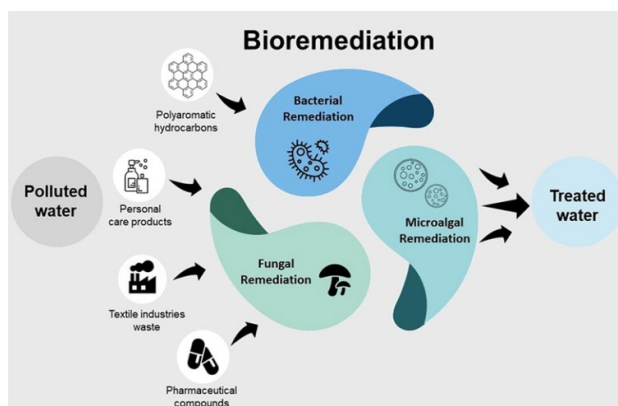 Bioremediation
Polyaromatic
hydrocarbons
Bacterial
Remediation
Polluted
water
Personal
care products
Microalgal
Remediation
Treated
water
Fungal
Remediation
Textile industries
waste
Pharmaceutical
compounds